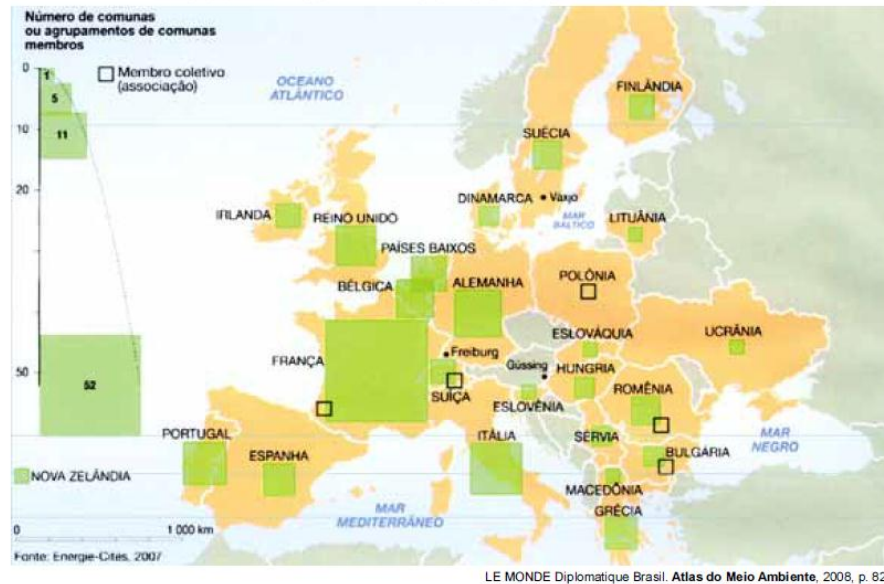 Número de comunas
ou agrupamentos de comunas
membros
0
1
5
10
11
20
50
52
Membro coletivo
(associação)
OCEANO
ATLÂNTICO
FINLÂNDIA
SUÉCIA
DINAMARCA
Vaxjo
MAR
BÁLTICO
LITUÂNIA
IRLANDA
REINO UNIDO
PAÍSES BAIXOS
BÉLGICA
ALEMANHA
POLÔNIA
FRANÇA
Freiburg
SUIÇA
Güssing
ESLOVÁQUIA
UCRÂNIA
HUNGRIA
ROMÊNIA
ESLOVÊNIA
PORTUGAL
ESPANHA
ITÁLIA
SÉRVIA
BULGÁRIA
MAR
NEGRO
MACEDÔNIA
GRÉCIA
NOVA ZELÂNDIA
MAR
MEDITERRÂNEO
0 1 000 km
Fonte: Energie-Cités, 2007
LE MONDE Diplomatique Brasil. Atlas do Meio Ambiente, 2008, p. 82